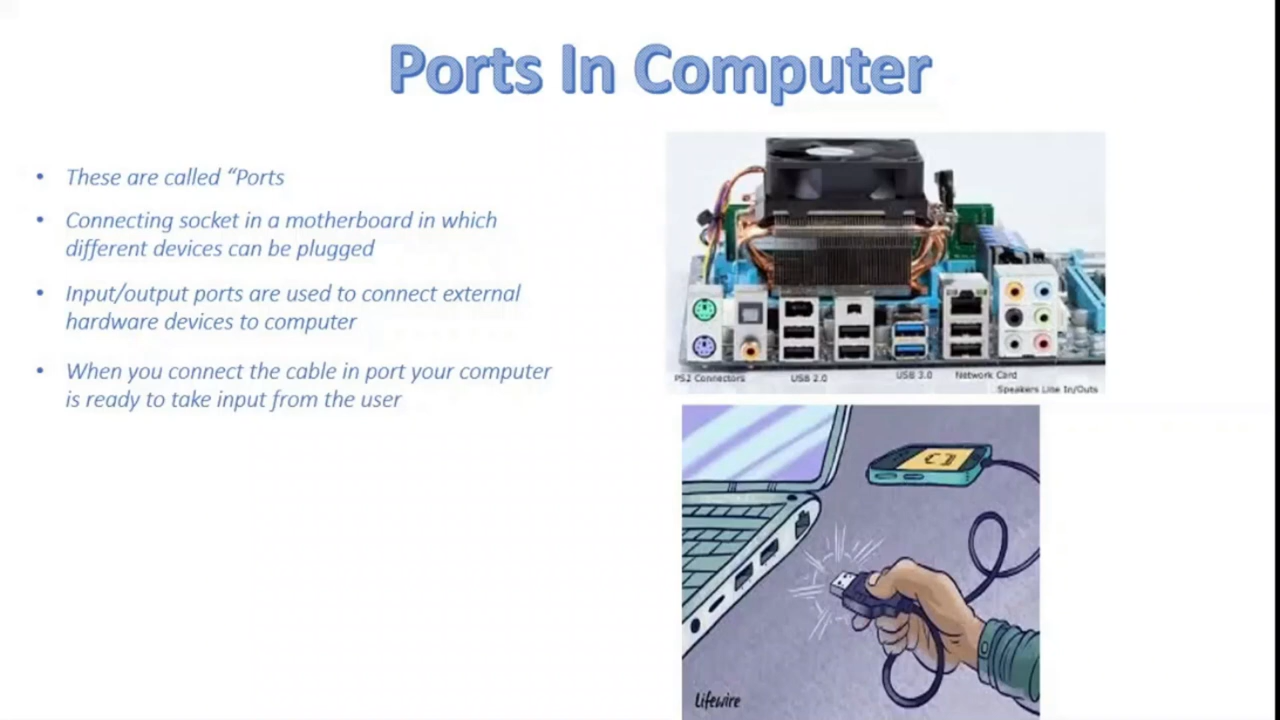 Ports In Computer
• These are called “Ports
• Connecting socket in a motherboard in which
different devices can be plugged
• Input/output ports are used to connect external
hardware devices to computer
• When you connect the cable in port your computer
is ready to take input from the user
PS2 Connectors
USB 2.0
USB 3.0
Network Card
Speakers Line In/Outs
Lifewire